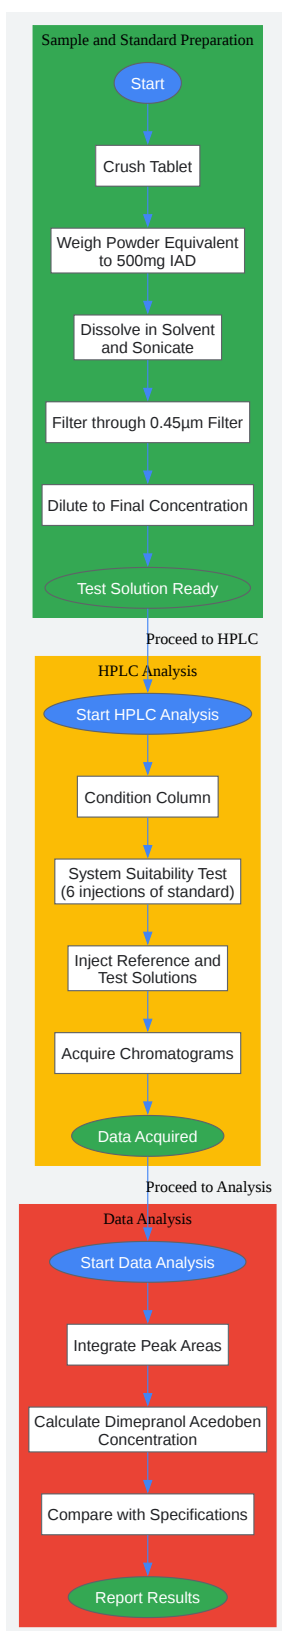 Sample and Standard Preparation
Start
Crush Tablet
Weigh Powder Equivalent
to 500mg IAD
Dissolve in Solvent
and Sonicate
Filter through 0.45µm Filter
Dilute to Final Concentration
Test Solution Ready
Proceed to HPLC
HPLC Analysis
Start HPLC Analysis
Condition Column
System Suitability Test
(6 injections of standard)
Inject Reference and
Test Solutions
Acquire Chromatograms
Data Acquired
Proceed to Analysis
Data Analysis
Start Data Analysis
Integrate Peak Areas
Calculate Dimepranol Acedoben
Concentration
Compare with Specifications
Report Results